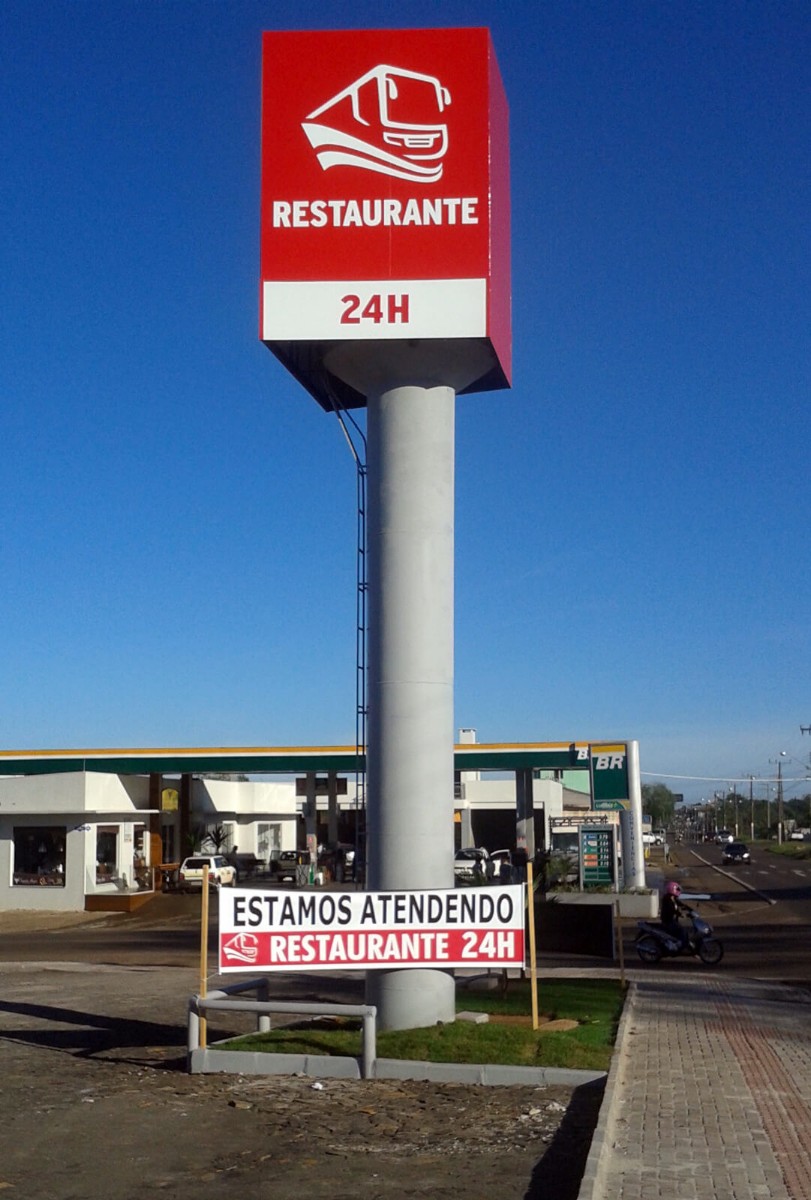 RESTAURANTE
24H
BR
ESTAMOS ATENDENDO
RESTAURANTE 24H